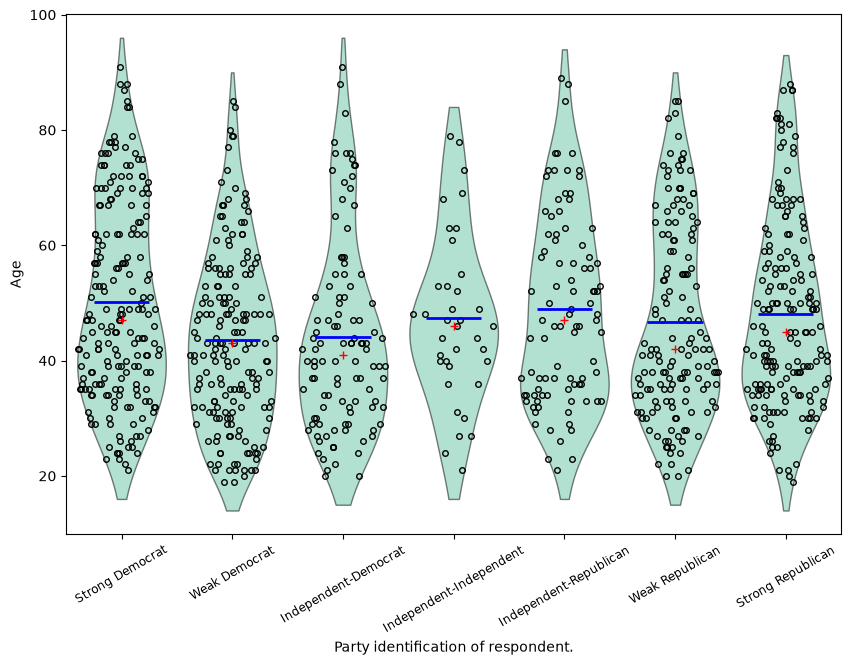 100
80
60
40
20
Age
Strong Democrat
Weak Democrat
Independent-Democrat
Independent-Independent
Independent-Republican
Weak Republican
Strong Republican
Party identification of respondent.